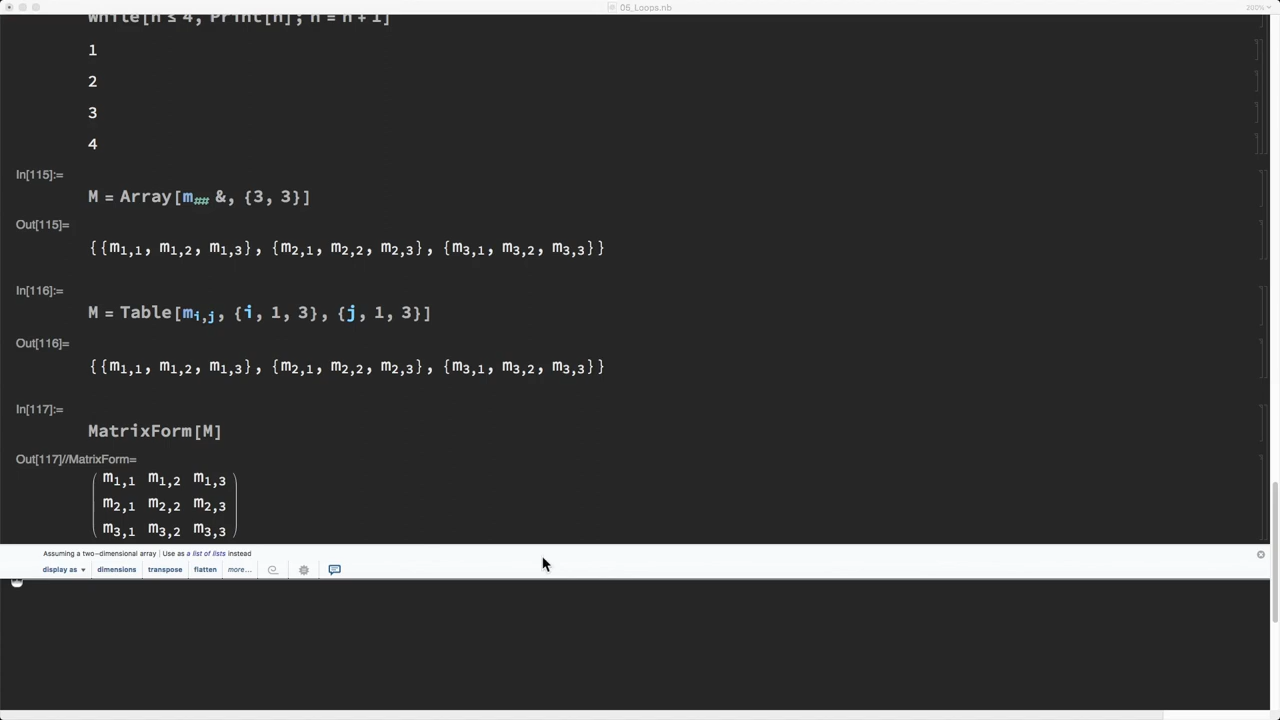 06_Loops.nb
200%
While[n ≤ 4, Print[n]; n = n + 1]
1
2
3
4
In[115]:=
M = Array[m## &, {3, 3}]
Out[115]=
{{m1,1, m1,2, m1,3}, {m2,1, m2,2, m2,3}, {m3,1, m3,2, m3,3}}
In[116]:=
M = Table[mi,j, {i, 1, 3}, {j, 1, 3}]
Out[116]=
{{m1,1, m1,2, m1,3}, {m2,1, m2,2, m2,3}, {m3,1, m3,2, m3,3}}
In[117]:=
MatrixForm[M]
Out[117]//MatrixForm=
m1,1 m1,2 m1,3
m2,1 m2,2 m2,3
m3,1 m3,2 m3,3
Assuming a two-dimensional array | Use as a list of lists instead
display as dimensions transpose flatten more...